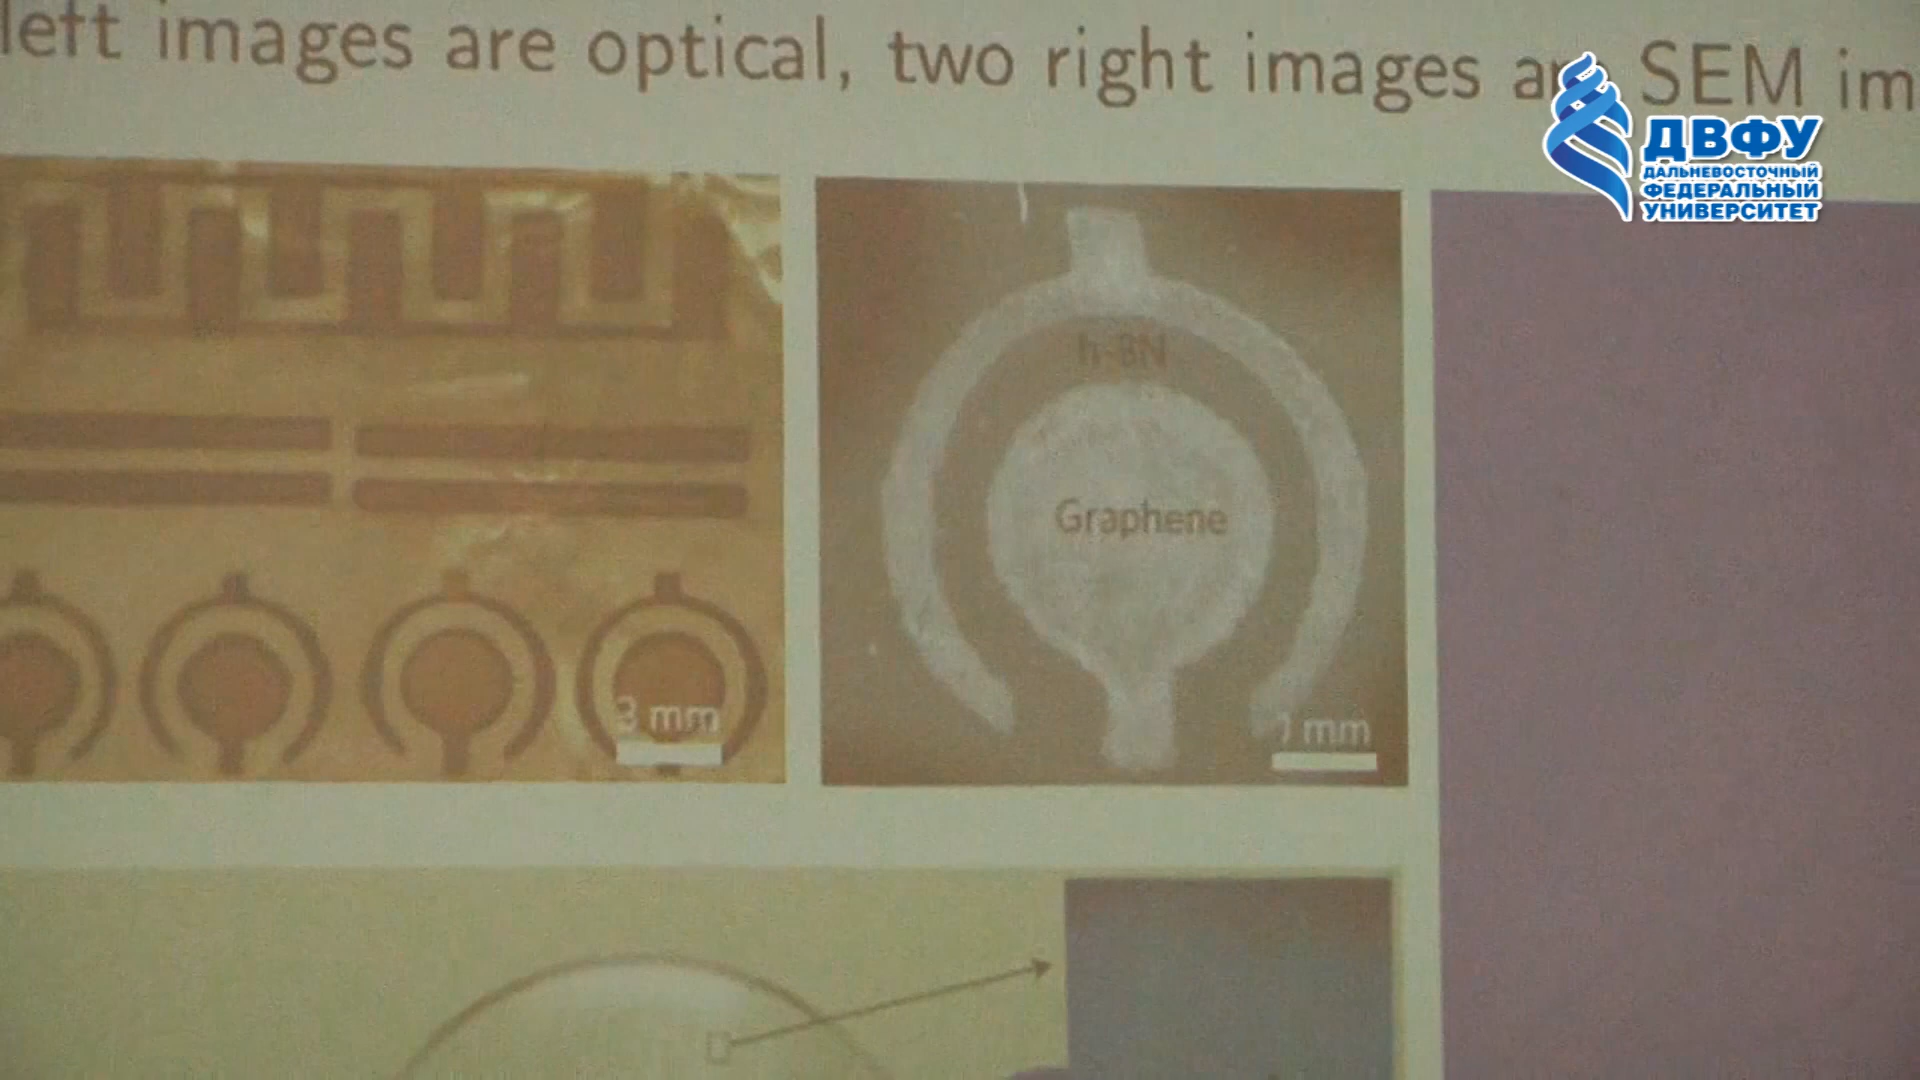 left images are optical, two right images are SEM im
ДВФУ
ДАЛЬНЕВОСТОЧНЫЙ
ФЕДЕРАЛЬНЫЙ
УНИВЕРСИТЕТ
h-BN
Graphene
3 mm
1 mm